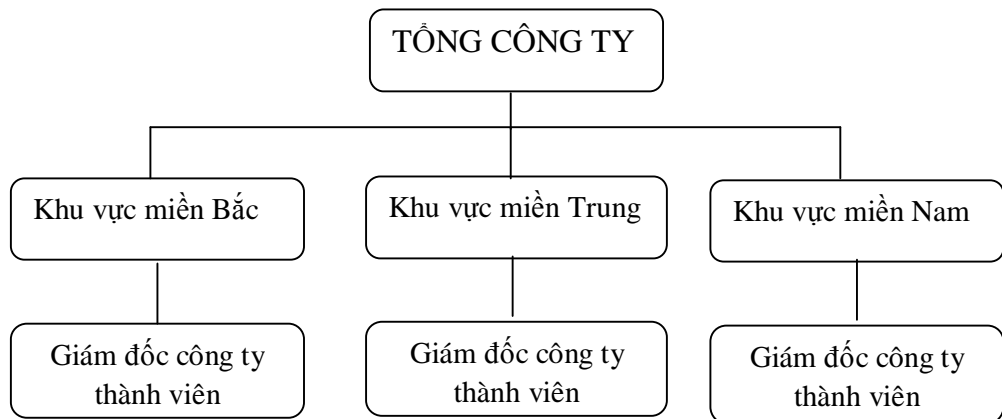 TỔNG CÔNG TY
Khu vực miền Bắc
Khu vực miền Trung
Khu vực miền Nam
Giám đốc công ty
thành viên
Giám đốc công ty
thành viên
Giám đốc công ty
thành viên